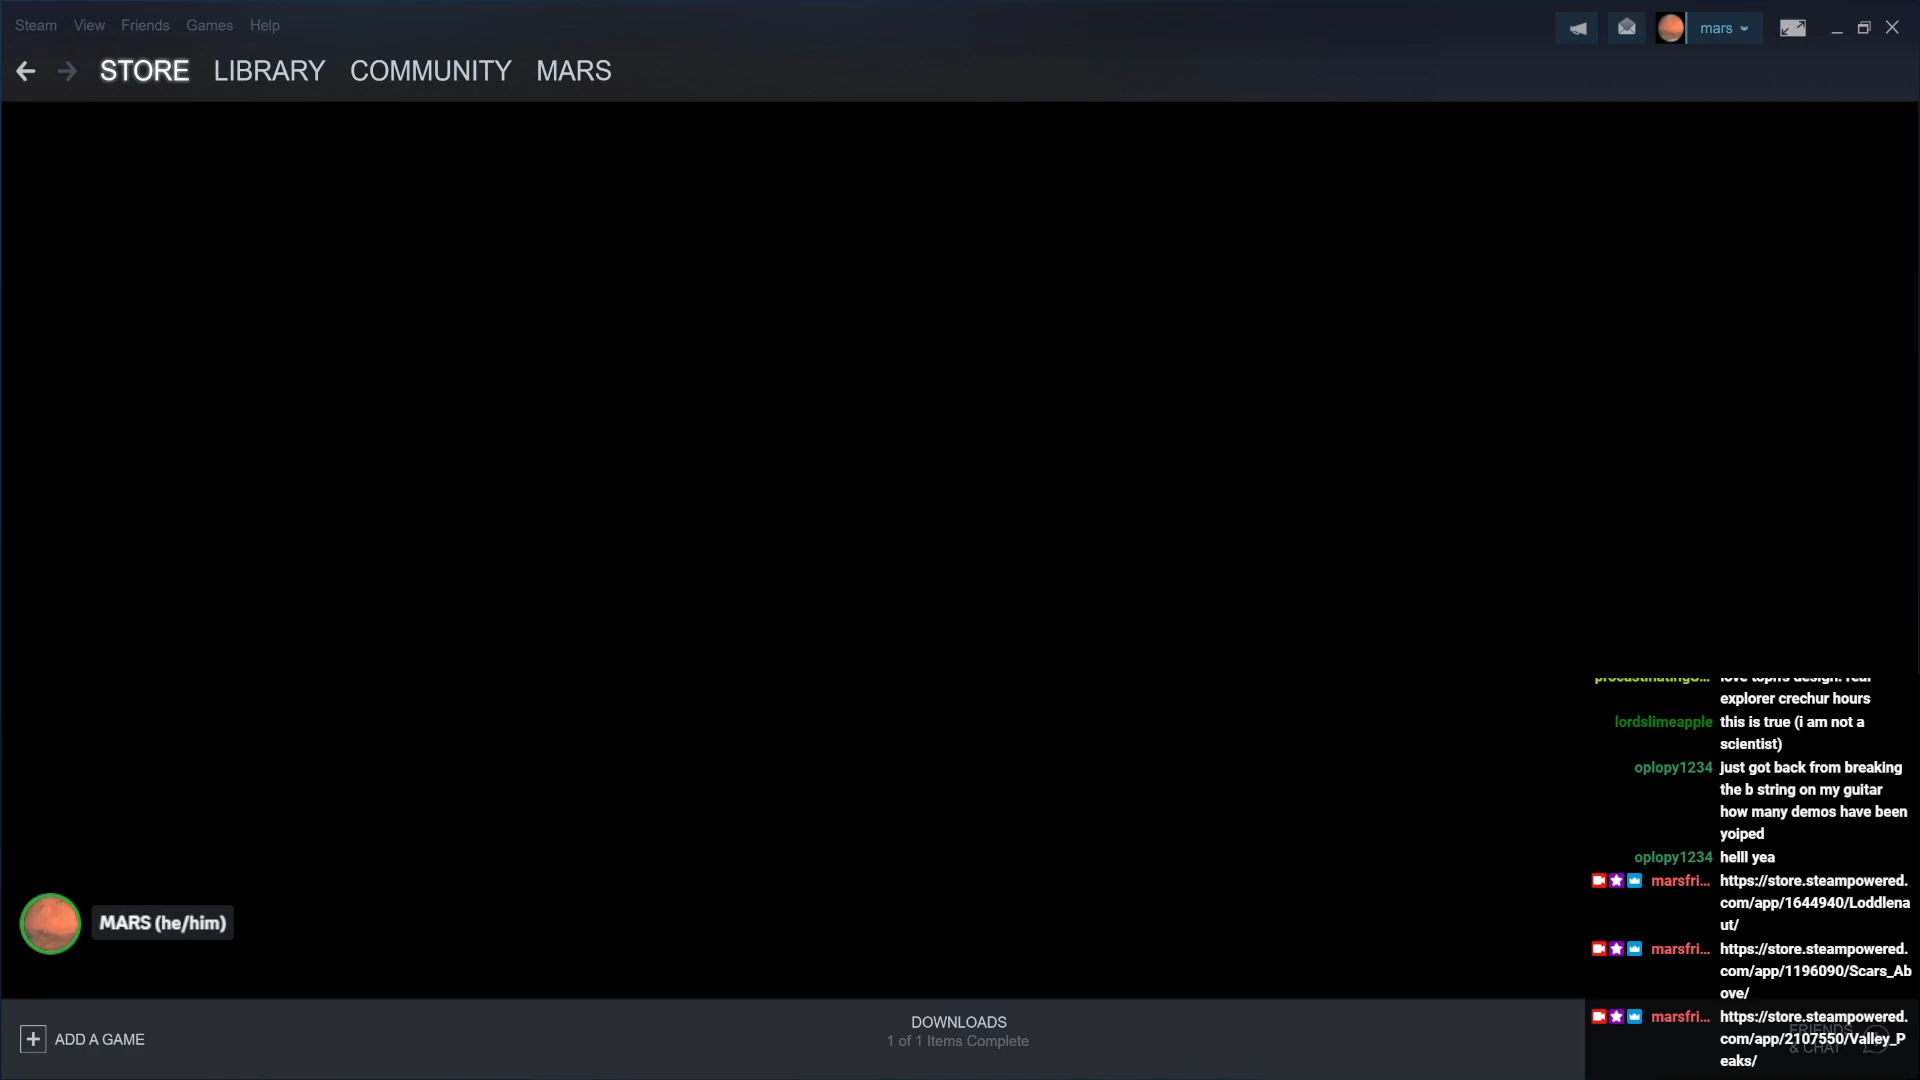 Steam View Friends Games Help
mars
STORE LIBRARY COMMUNITY MARS
explorer crechur hours
lordslimeapple this is true (i am not a
scientist)
oplopy1234 just got back from breaking
the b string on my guitar
how many demos have been
yoiped
oplopy1234 helll yea
marsfri... https://store.steampowered.
com/app/1644940/Loddlena
ut/
marsfri... https://store.steampowered.
com/app/1196090/Scars_Ab
ove/
marsfri... https://store.steampowered.
com/app/2107550/Valley_P
eaks/
MARS (he/him)
ADD A GAME
DOWNLOADS
1 of 1 Items Complete
FRIENDS
& CHAT